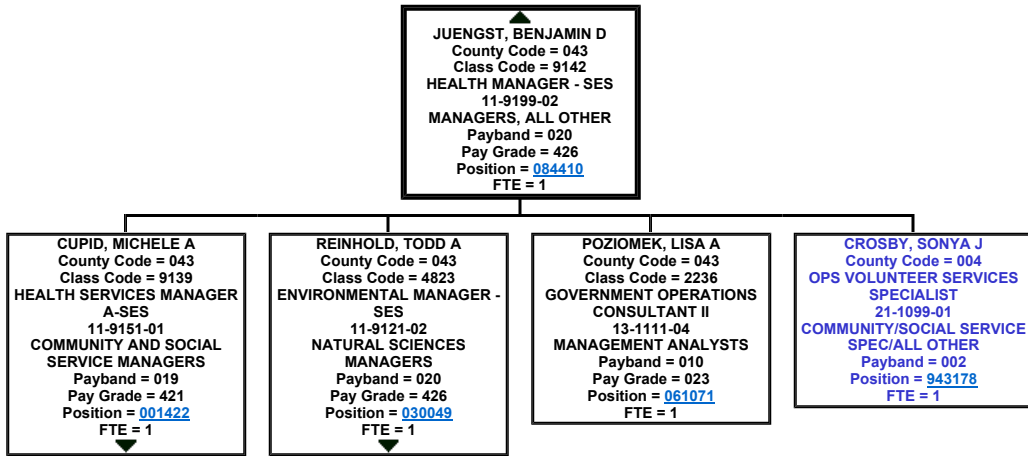 JUENGST, BENJAMIN D
County Code = 043
Class Code = 9142
HEALTH MANAGER - SES
11-9199-02
MANAGERS, ALL OTHER
Payband = 020
Pay Grade = 426
Position = 084410
FTE = 1
CUPID, MICHELE A
County Code = 043
Class Code = 9139
HEALTH SERVICES MANAGER
A-SES
11-9151-01
COMMUNITY AND SOCIAL
SERVICE MANAGERS
Payband = 019
Pay Grade = 421
Position = 001422
FTE = 1
REINHOLD, TODD A
County Code = 043
Class Code = 4823
ENVIRONMENTAL MANAGER -
SES
11-9121-02
NATURAL SCIENCES
MANAGERS
Payband = 020
Pay Grade = 426
Position = 030049
FTE = 1
POZIOMEK, LISA A
County Code = 043
Class Code = 2236
GOVERNMENT OPERATIONS
CONSULTANT II
13-1111-04
MANAGEMENT ANALYSTS
Payband = 010
Pay Grade = 023
Position = 061071
FTE = 1
CROSBY, SONYA J
County Code = 004
OPS VOLUNTEER SERVICES
SPECIALIST
21-1099-01
COMMUNITY/SOCIAL SERVICE
SPEC/ALL OTHER
Payband = 002
Position = 943178
FTE = 1